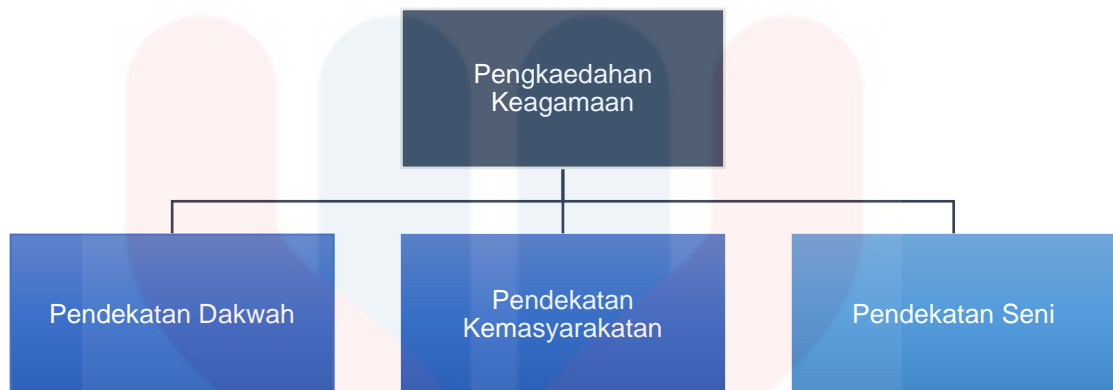 Pengkaedahan
Keagamaan
Pendekatan Dakwah
Pendekatan
Kemasyarakatan
Pendekatan Seni